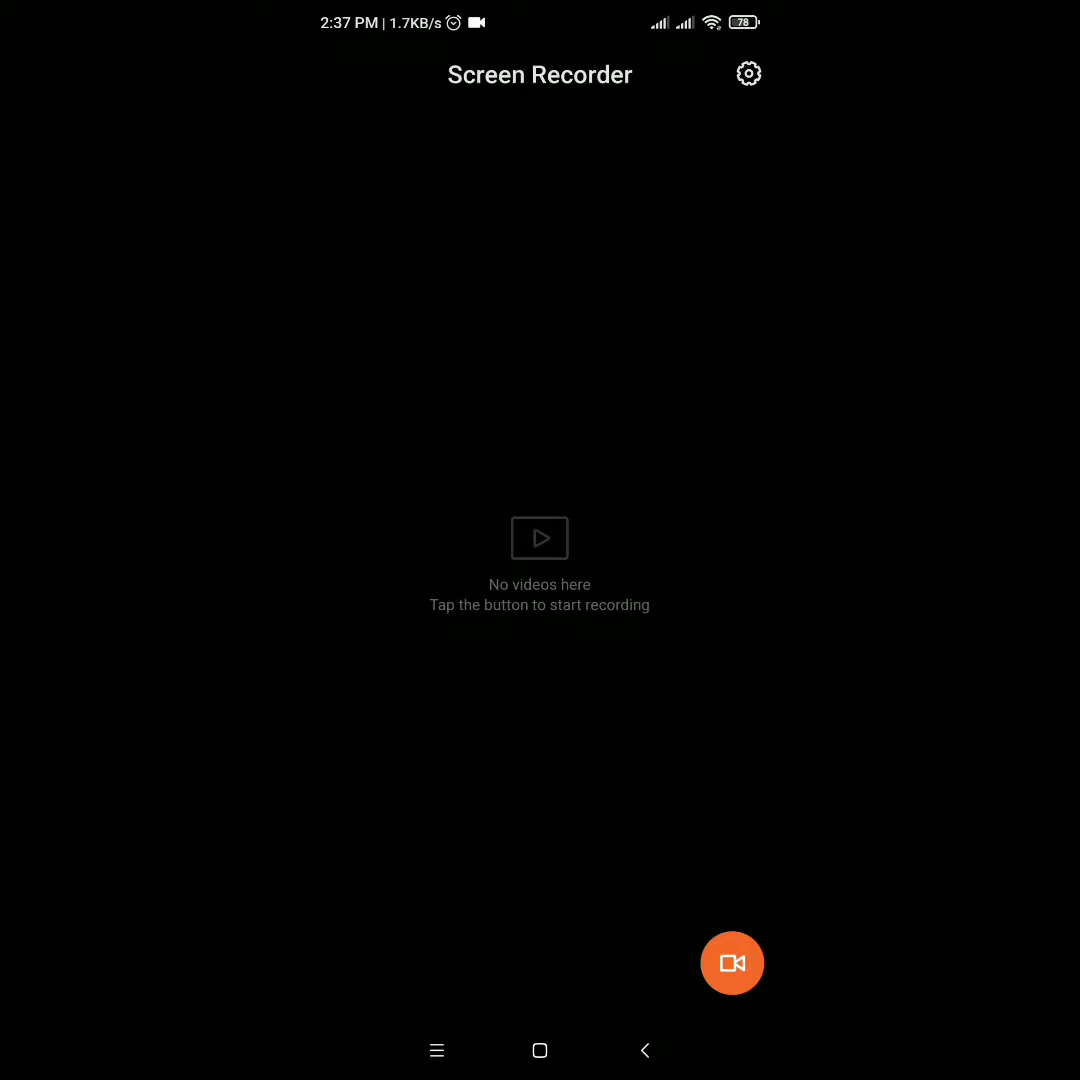 2:37 PM | 1.7KB/s 78
Screen Recorder
No videos here
Tap the button to start recording